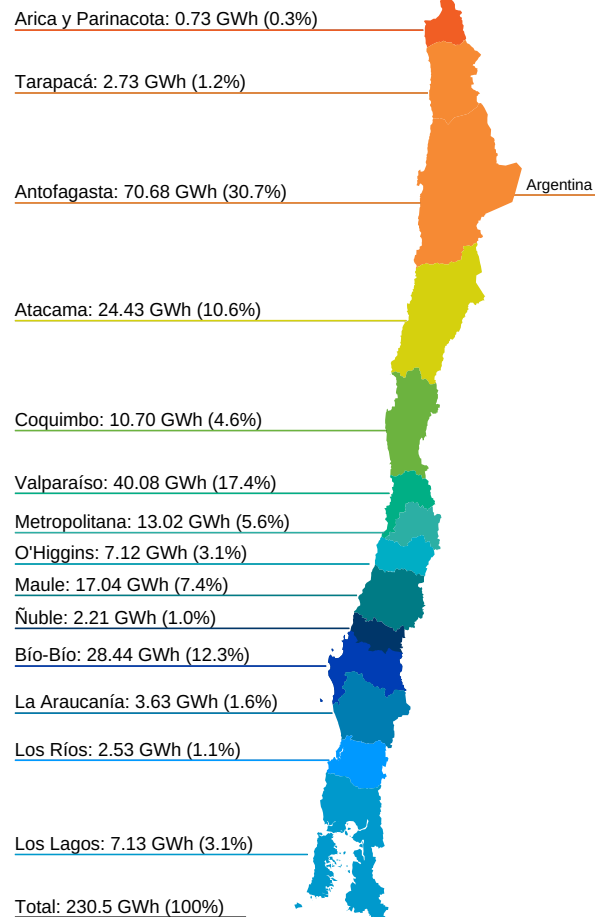 Arica y Parinacota: 0.73 GWh (0.3%)
Tarapacá: 2.73 GWh (1.2%)
Antofagasta: 70.68 GWh (30.7%)
Argentina
Atacama: 24.43 GWh (10.6%)
Coquimbo: 10.70 GWh (4.6%)
Valparaíso: 40.08 GWh (17.4%)
Metropolitana: 13.02 GWh (5.6%)
O'Higgins: 7.12 GWh (3.1%)
Maule: 17.04 GWh (7.4%)
Ñuble: 2.21 GWh (1.0%)
Bío-Bío: 28.44 GWh (12.3%)
La Araucanía: 3.63 GWh (1.6%)
Los Ríos: 2.53 GWh (1.1%)
Los Lagos: 7.13 GWh (3.1%)
Total: 230.5 GWh (100%)